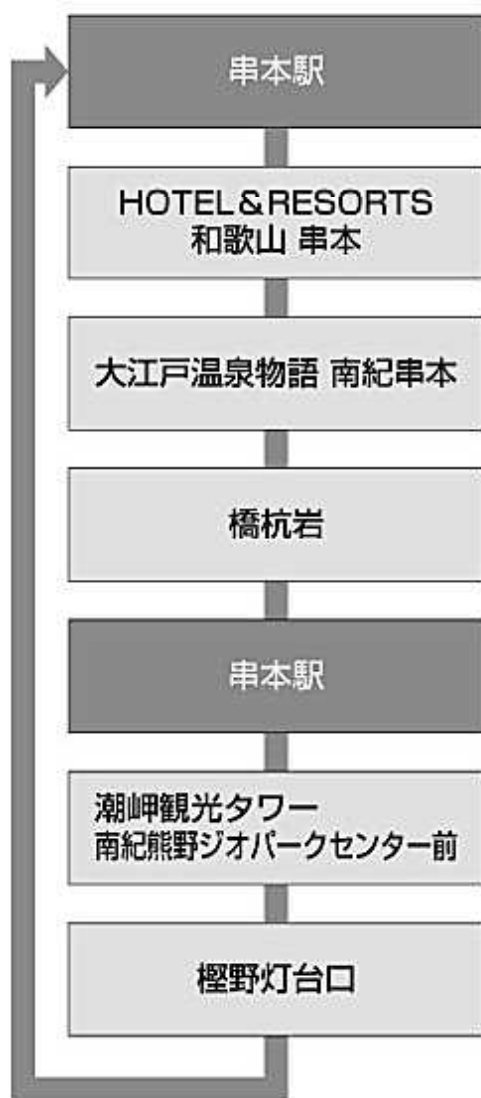 串本駅
HOTEL&RESORTS
和歌山 串本
大江戸温泉物語 南紀串本
橋杭岩
串本駅
潮岬観光タワー
南紀熊野ジオパークセンター前
樫野灯台口